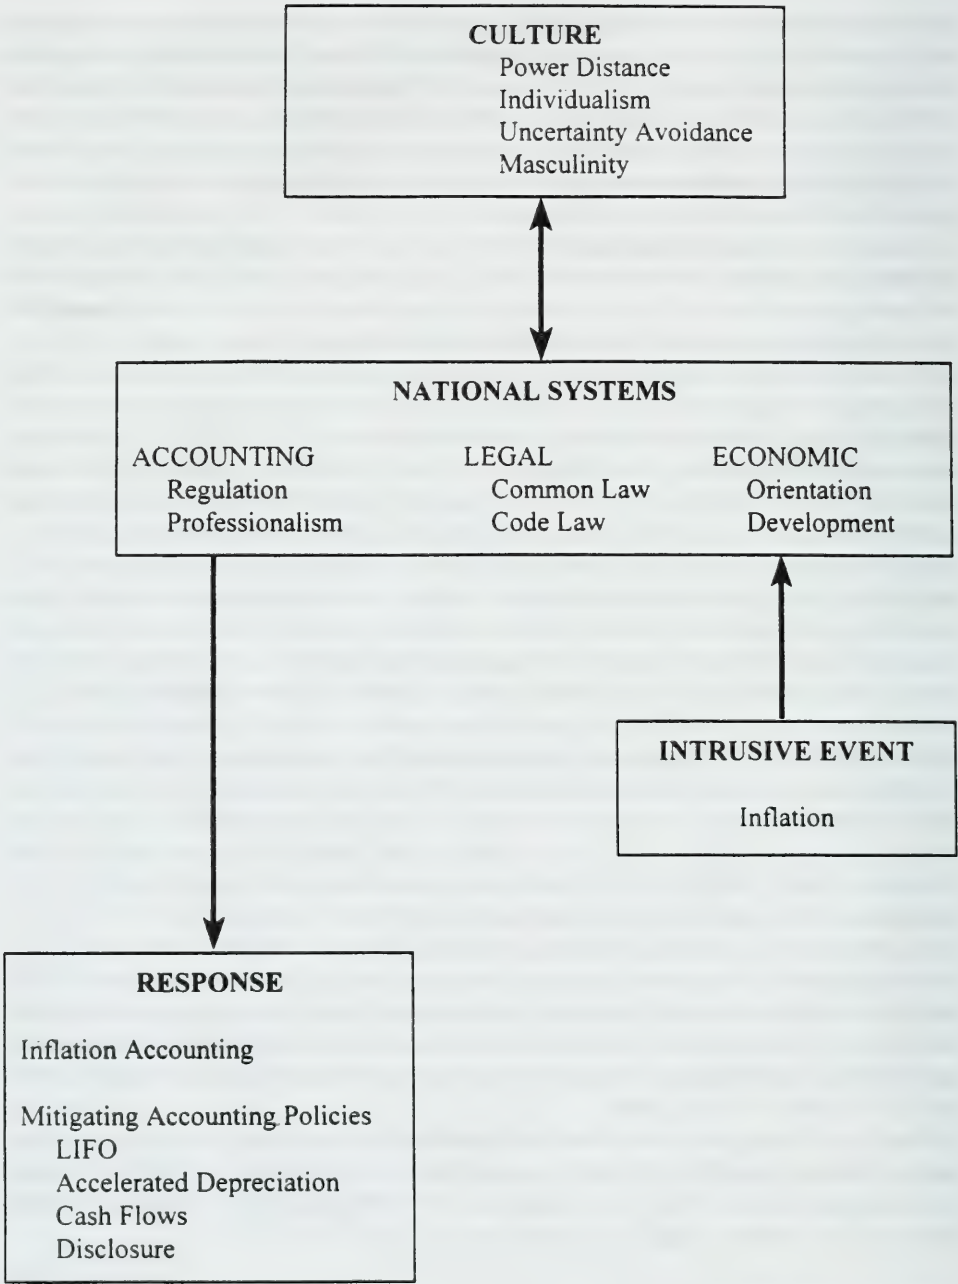 CULTURE
Power Distance
Individualism
Uncertainty Avoidance
Masculinity
NATIONAL SYSTEMS
ACCOUNTING
Regulation
Professionalism
LEGAL
Common Law
Code Law
ECONOMIC
Orientation
Development
INTRUSIVE EVENT
Inflation
RESPONSE
Inflation Accounting
Mitigating Accounting Policies
LIFO
Accelerated Depreciation
Cash Flows
Disclosure